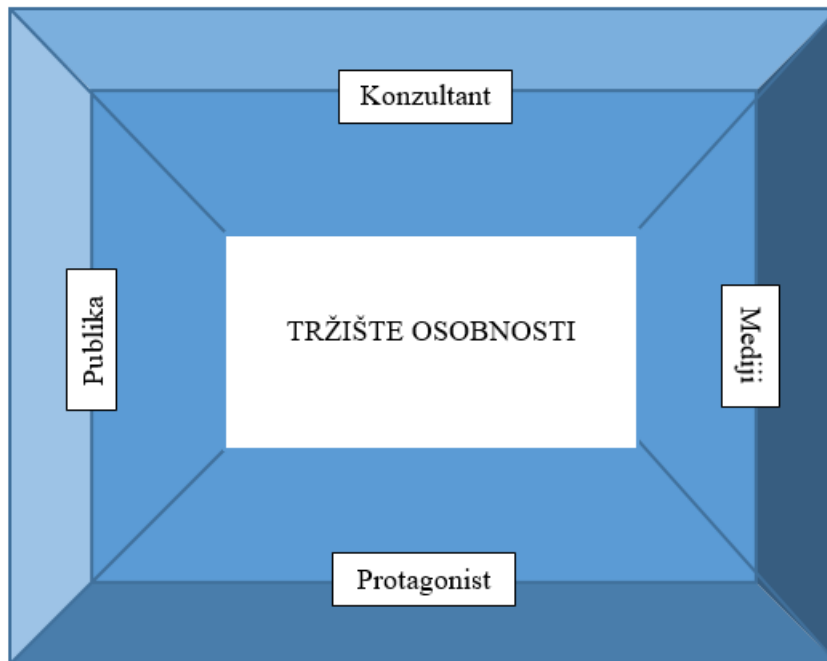 Konzultant
Publika
TRŽIŠTE OSOBNOSTI
Mediji
Protagonist